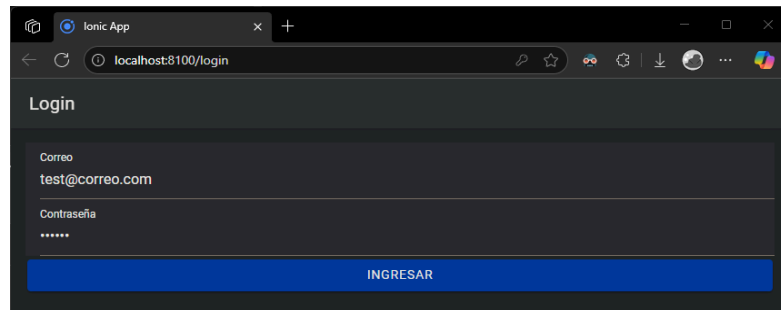 Ionic App
localhost:8100/login
Login
Correo
test@correo.com
Contraseña
••••••
INGRESAR